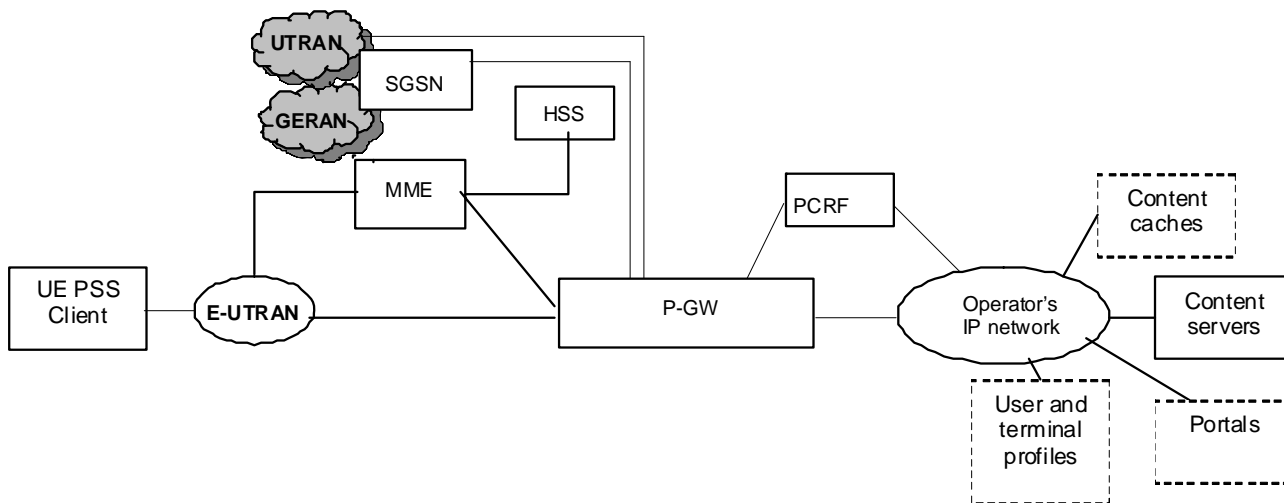 UTRAN
SGSN
GERAN
HSS
MME
PCRF
Content
caches
UE PSS
Client
E-UTRAN
P-GW
Operator's
IP network
Content
servers
User and
terminal
profiles
Portals